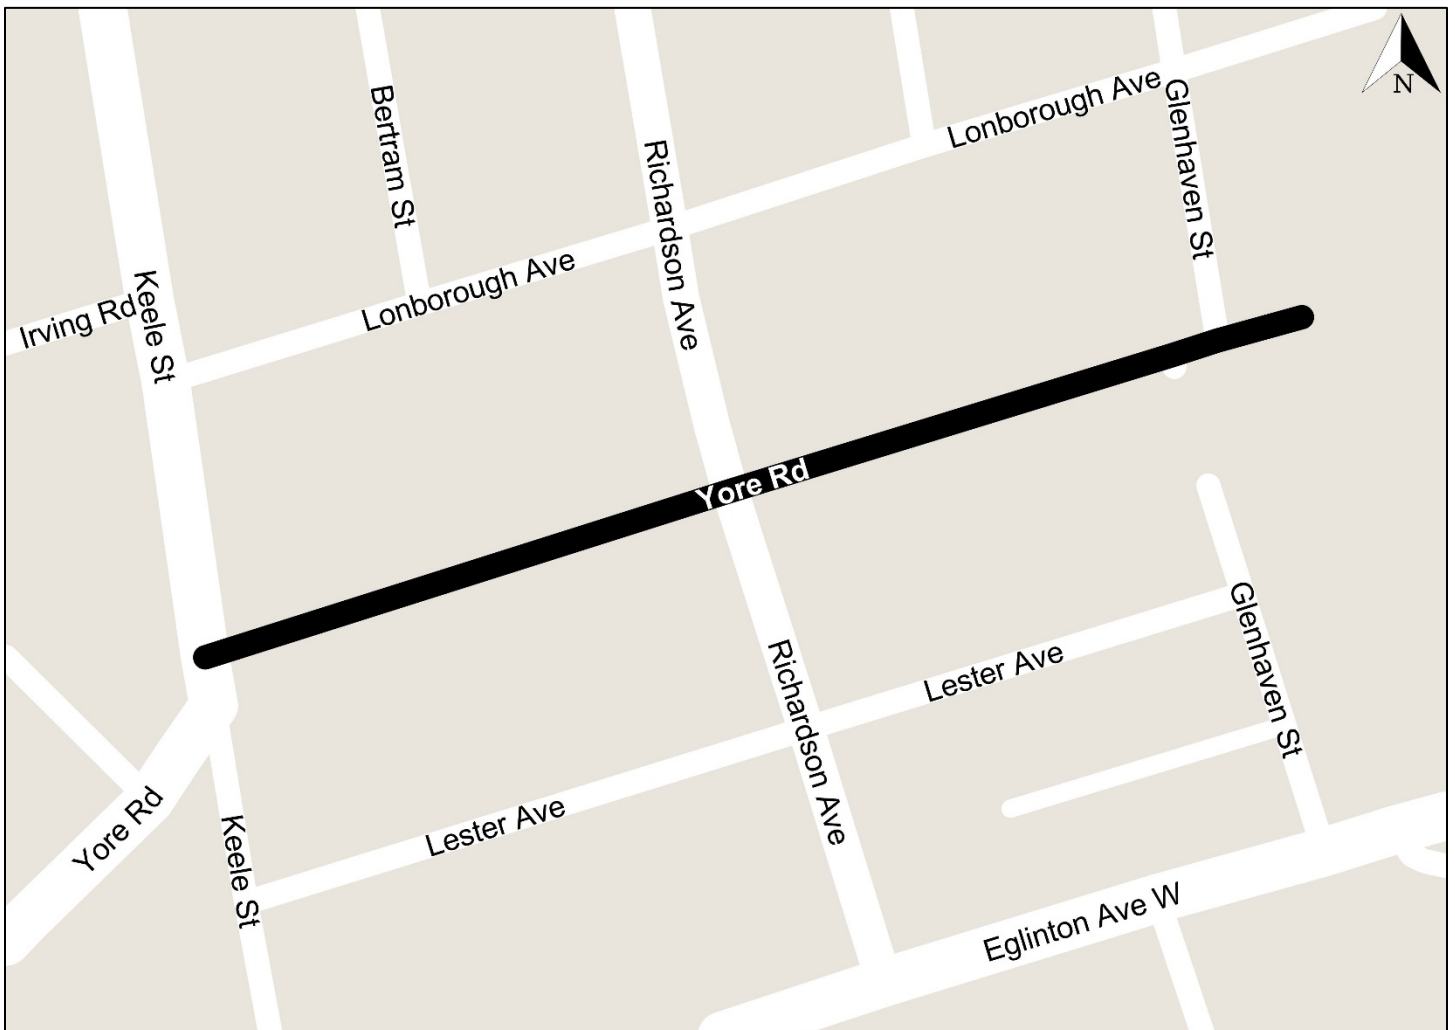 N
Lonborough Ave
Glenhaven St
Bertram St
Richardson Ave
Keele St
Irving Rd
Lonborough Ave
Yore Rd
Glenhaven St
Lester Ave
Richardson Ave
Yore Rd
Lester Ave
Keele St
Eglinton Ave W